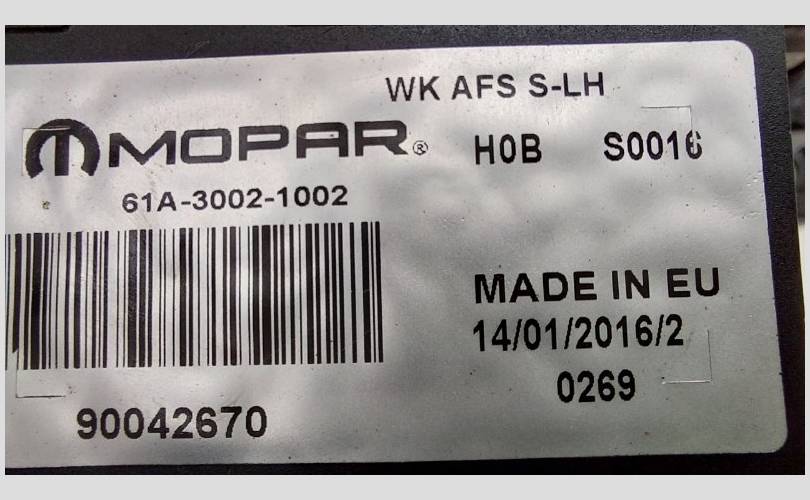 WK AFS S-LH
MOPAR®
H0B S0016
61A-3002-1002
MADE IN EU
14/01/2016/2
0269
90042670